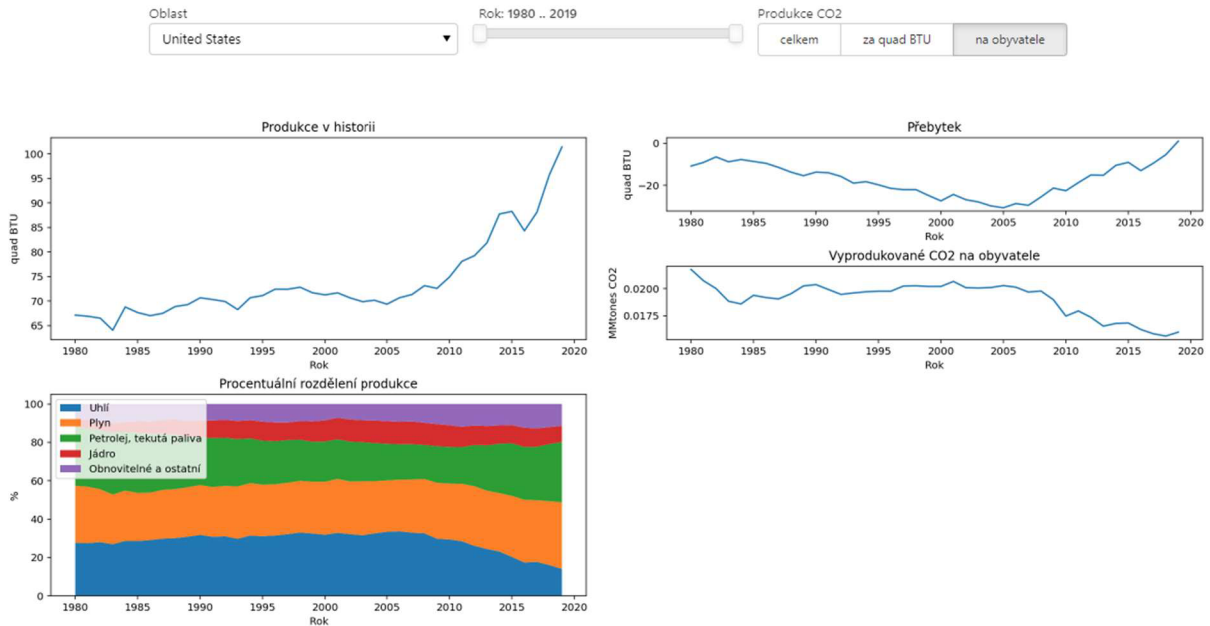 Oblast
United States
Rok: 1980 .. 2019
Produkce CO2
celkem
za quad BTU
na obyvatele
Produkce v historii
quad BTU
100
95
90
85
80
75
70
65
1980 1985 1990 1995 2000 2005 2010 2015 2020
Rok
Přebytek
quad BTU
0
−20
1980 1985 1990 1995 2000 2005 2010 2015 2020
Rok
Vyprodukované CO2 na obyvatele
MMtones CO2
0.0200
0.0175
1980 1985 1990 1995 2000 2005 2010 2015 2020
Rok
Procentuální rozdělení produkce
%
100
80
60
40
20
0
Uhlí
Plyn
Petrolej, tekutá paliva
Jádro
Obnovitelné a ostatní
1980 1985 1990 1995 2000 2005 2010 2015 2020
Rok